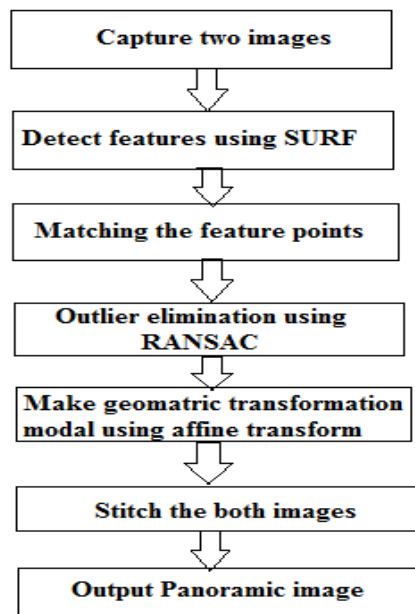 Capture two images
Detect features using SURF
Matching the feature points
Outlier elimination using
RANSAC
Make geomatric transformation
modal using affine transform
Stitch the both images
Output Panoramic image